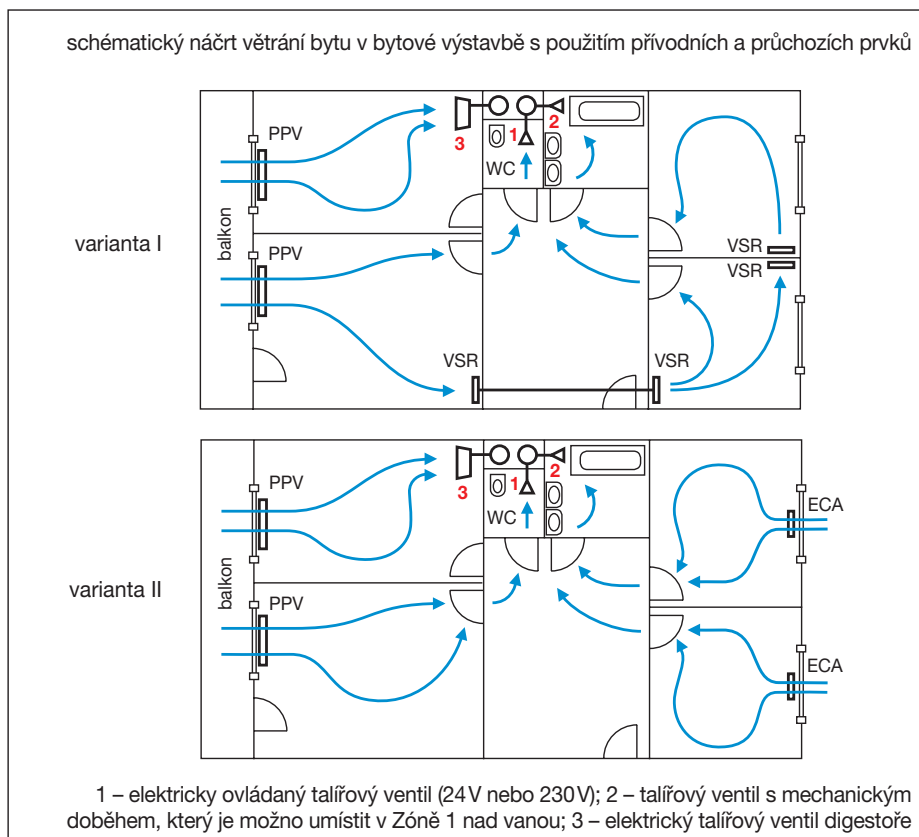 schématický náčrt větrání bytu v bytové výstavbě s použitím přívodních a průchozích prvků
PPV
3
1
2
WC
varianta I
balkon
PPV
VSR
VSR
VSR
VSR
PPV
3
1
2
WC
ECA
varianta II
balkon
PPV
ECA
1 – elektricky ovládaný talířový ventil (24 V nebo 230 V); 2 – talířový ventil s mechanickým
doběhem, který je možno umístit v Zóně 1 nad vanou; 3 – elektrický talířový ventil digestoře